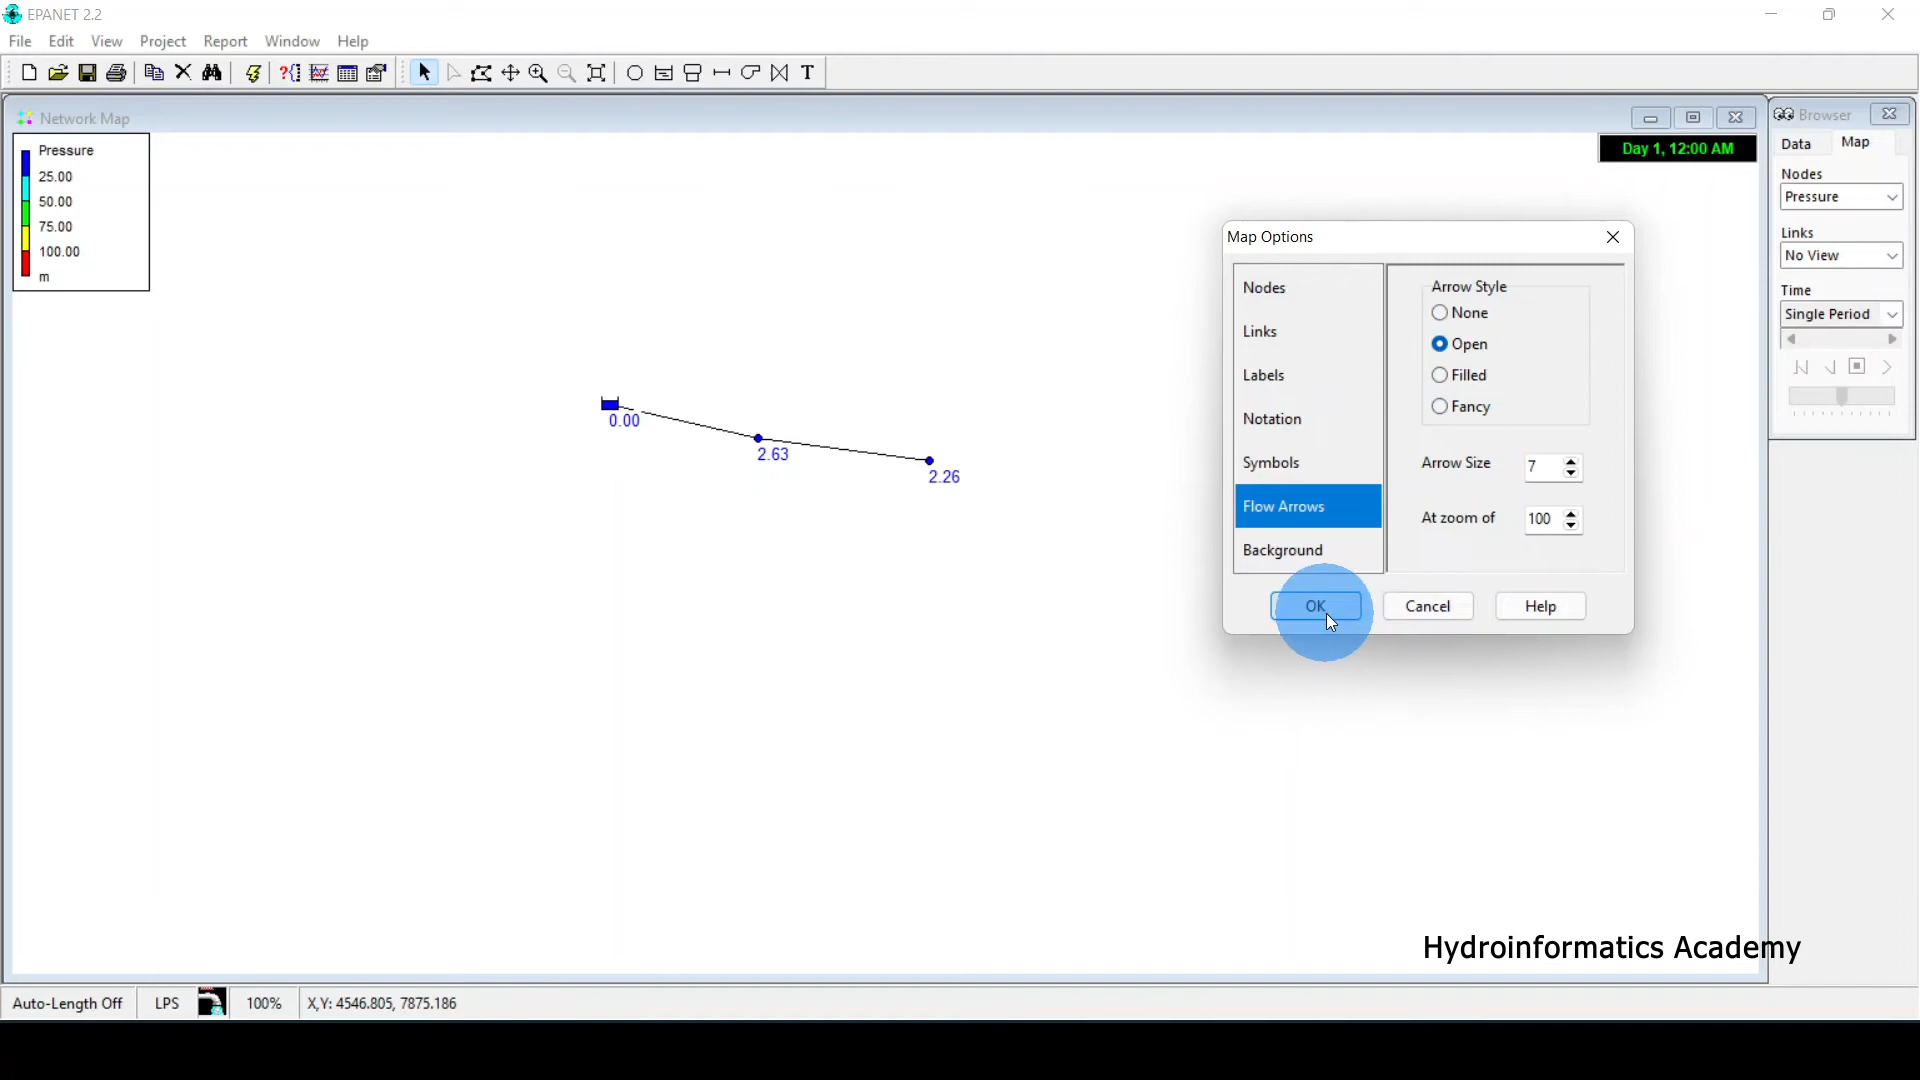 EPANET 2.2
File Edit View Project Report Window Help
T
Network Map
Browser
Pressure
25.00
50.00
75.00
100.00
m
Day 1, 12:00 AM
Data Map
Nodes
Pressure
Links
No View
Time
Single Period
0.00
2.63
2.26
Map Options
Nodes
Links
Labels
Notation
Symbols
Flow Arrows
Background
Arrow Style
None
Open
Filled
Fancy
Arrow Size 7
At zoom of 100
OK Cancel Help
Hydroinformatics Academy
Auto-Length Off LPS 100% X,Y: 4546.805, 7875.186